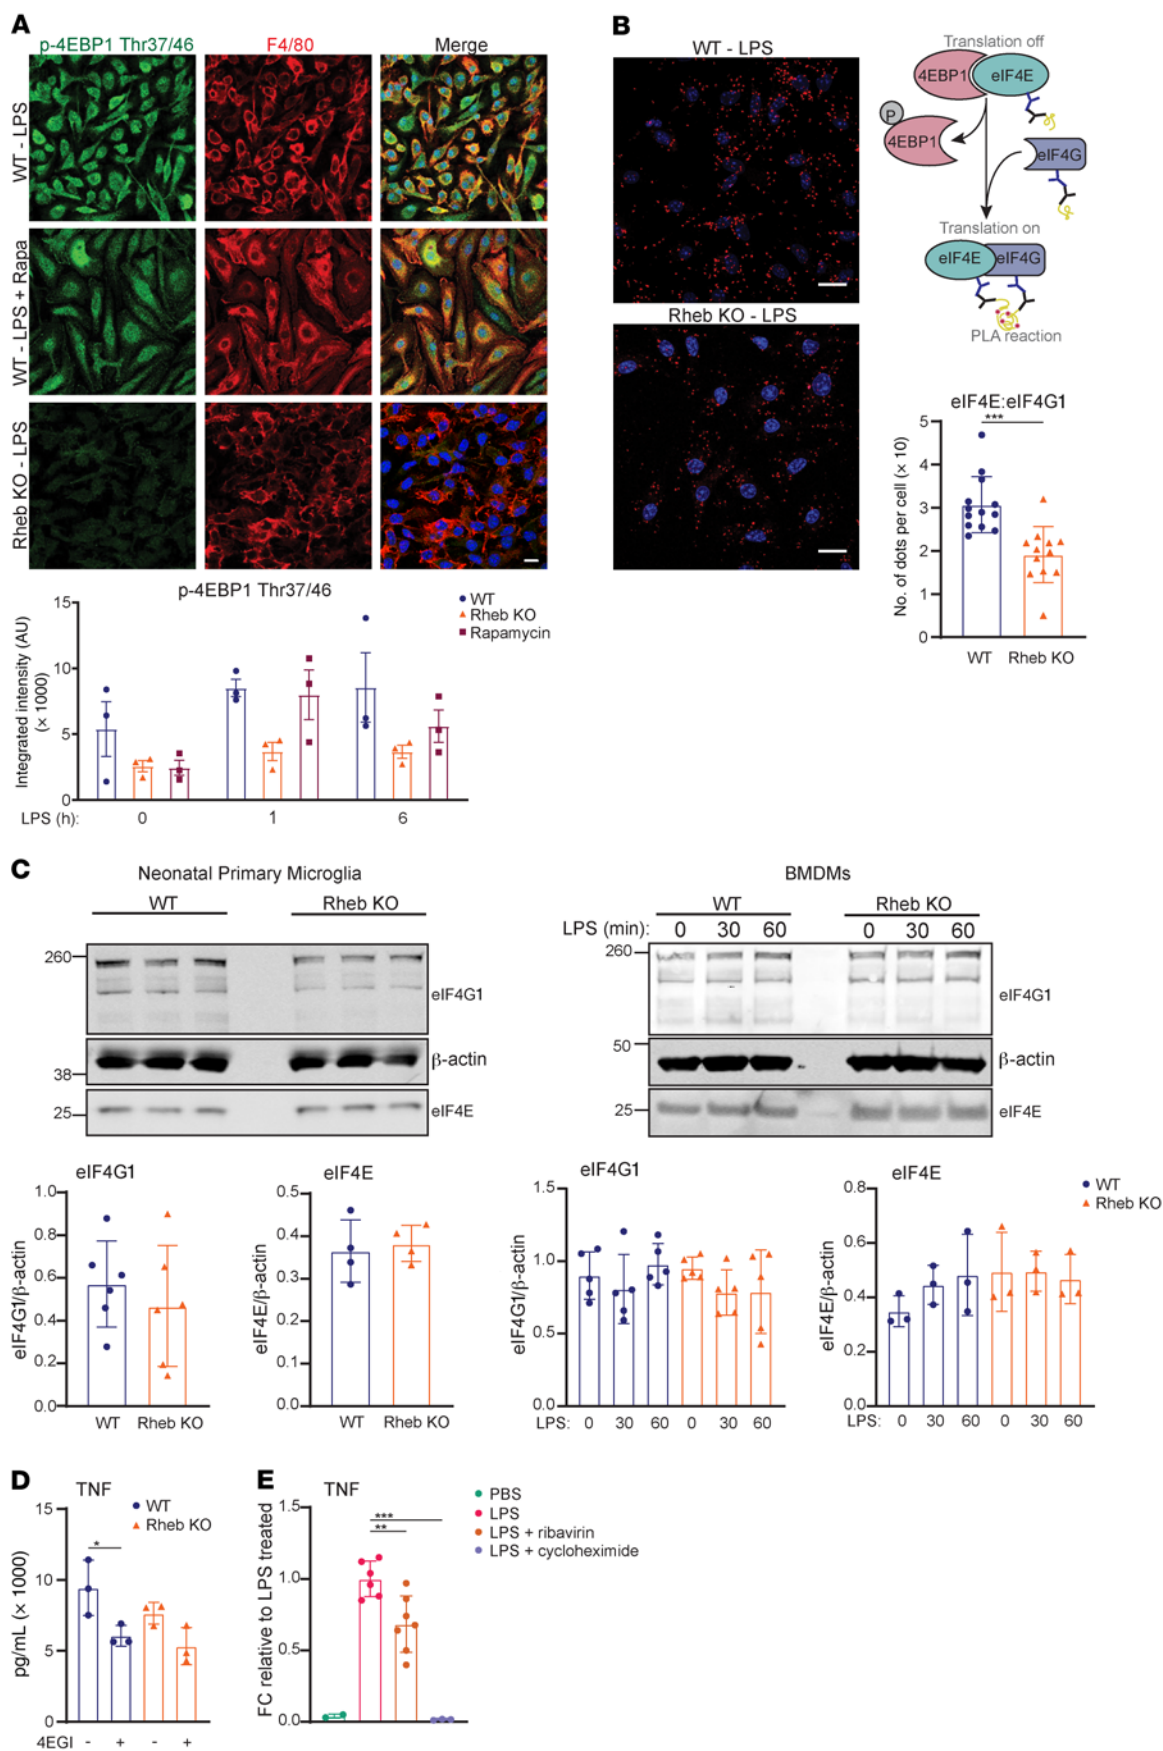 A
p-4EBP1 Thr37/46
F4/80
Merge
WT - LPS
WT - LPS + Rapa
Rheb KO - LPS
p-4EBP1 Thr37/46
WT
Rheb KO
Rapamycin
Integrated intensity (AU)
(× 1000)
15
10
5
0
LPS (h):
0
1
6
B
WT - LPS
Rheb KO - LPS
Translation off
4EBP1
eIF4E
P
4EBP1
eIF4G
Translation on
eIF4E
eIF4G
PLA reaction
eIF4E:eIF4G1
***
No. of dots per cell (× 10)
5
4
3
2
1
0
WT
Rheb KO
C
Neonatal Primary Microglia
WT
Rheb KO
260
eIF4G1
β-actin
38
25
eIF4E
BMDMs
WT
Rheb KO
LPS (min):
0
30
60
0
30
60
260
eIF4G1
50
β-actin
25
eIF4E
eIF4G1
eIF4G1/β-actin
1.0
0.8
0.6
0.4
0.2
0.0
WT
Rheb KO
eIF4E
eIF4E/β-actin
0.5
0.4
0.3
0.2
0.1
0.0
WT
Rheb KO
eIF4G1
eIF4G1/β-actin
1.5
1.0
0.5
0.0
LPS:
0
30
60
0
30
60
eIF4E
WT
Rheb KO
eIF4E/β-actin
0.8
0.6
0.4
0.2
0.0
LPS:
0
30
60
0
30
60
D
TNF
WT
Rheb KO
*
pg/mL (× 1000)
15
10
5
0
4EGI
-
+
-
+
E
TNF
PBS
LPS
LPS + ribavirin
LPS + cycloheximide
***
**
FC relative to LPS treated
1.5
1.0
0.5
0.0